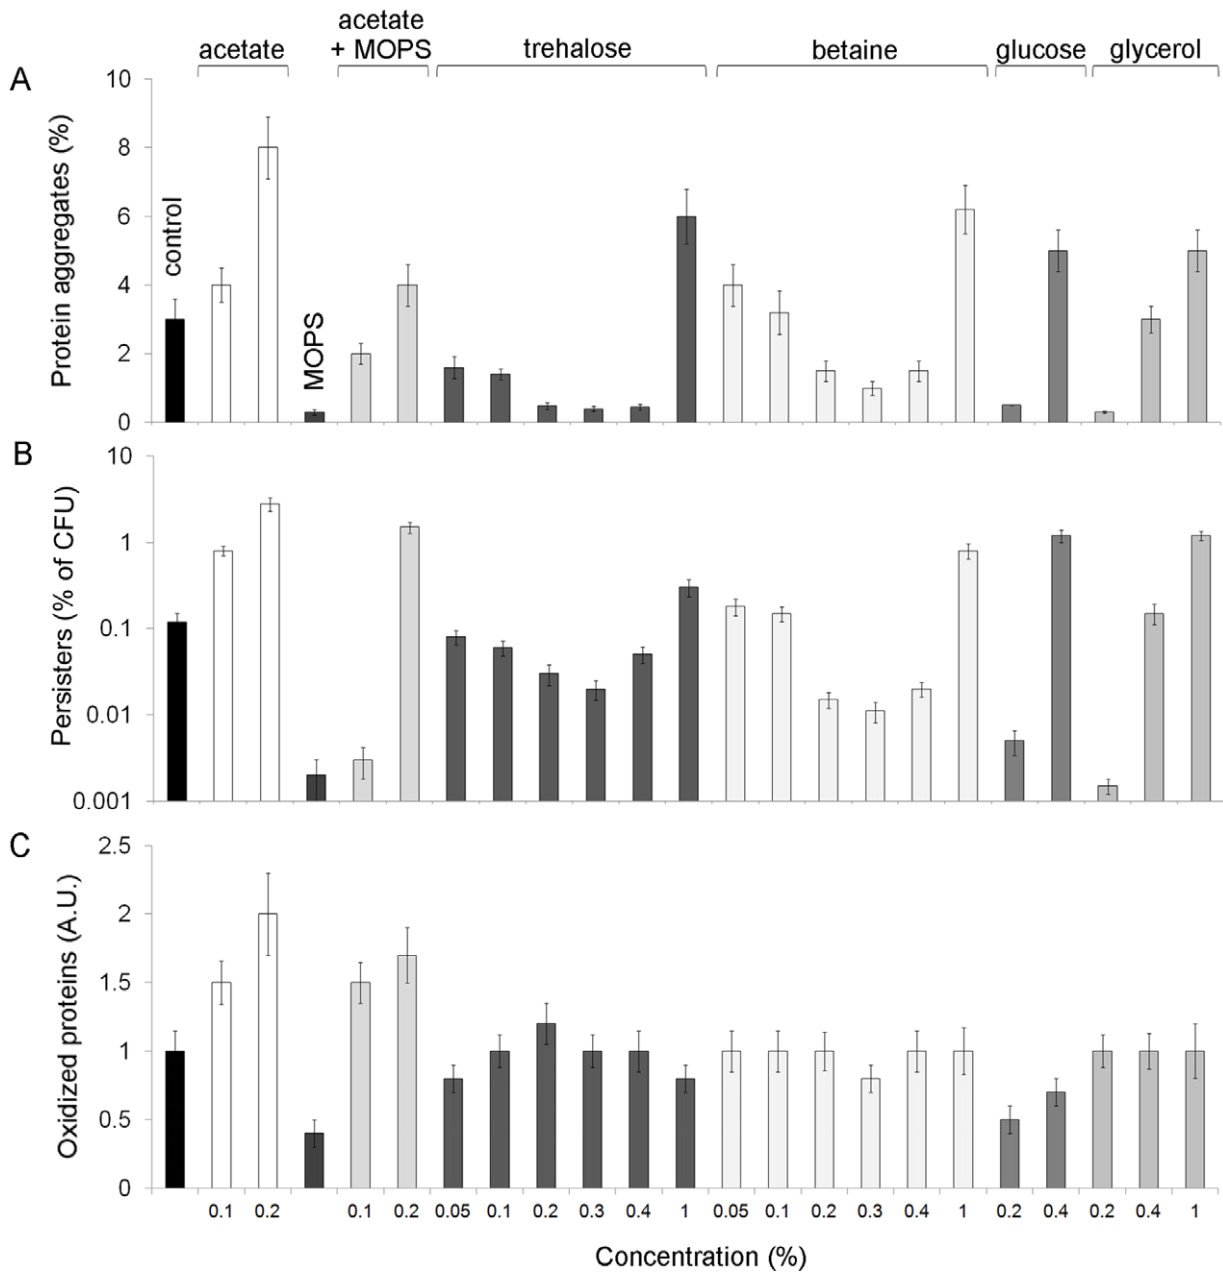 acetate
acetate
+ MOPS
trehalose
betaine
glucose
glycerol
A
Protein aggregates (%)
10
8
6
4
2
0
control
MOPS
B
Persisters (% of CFU)
10
1
0.1
0.01
0.001
C
Oxidized proteins (A.U.)
2.5
2
1.5
1
0.5
0
0.1 0.2 0.1 0.2 0.05 0.1 0.2 0.3 0.4 1 0.05 0.1 0.2 0.3 0.4 1 0.2 0.4 0.2 0.4 1
Concentration (%)